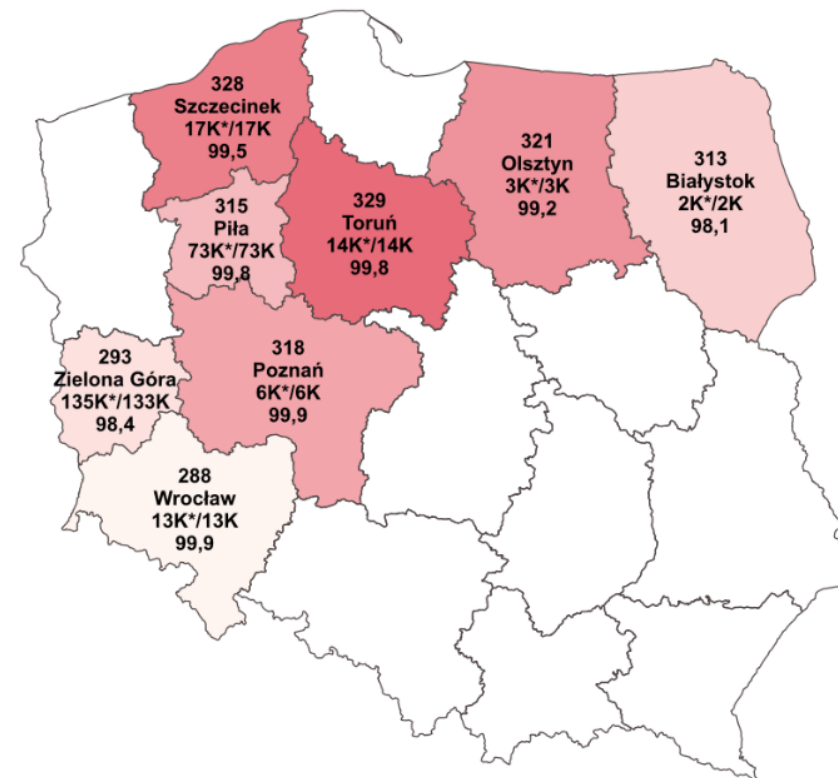 328
Szczecinek
17K*/17K
99,5
321
Olsztyn
3K*/3K
99,2
313
Białystok
2K*/2K
98,1
315
Piła
73K*/73K
99,8
329
Toruń
14K*/14K
99,8
293
Zielona Góra
135K*/133K
98,4
318
Poznań
6K*/6K
99,9
288
Wrocław
13K*/13K
99,9